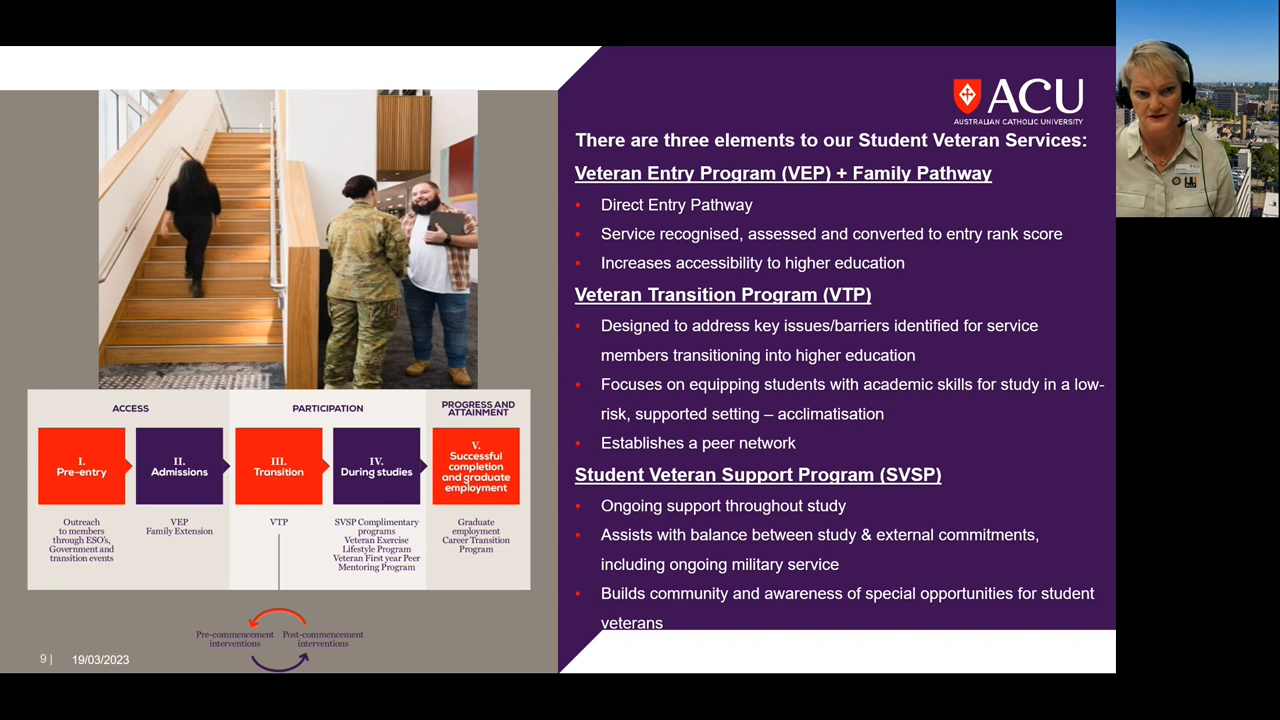 ACU
AUSTRALIAN CATHOLIC UNIVERSITY
There are three elements to our Student Veteran Services:
Veteran Entry Program (VEP) + Family Pathway
• Direct Entry Pathway
• Service recognised, assessed and converted to entry rank score
• Increases accessibility to higher education
Veteran Transition Program (VTP)
• Designed to address key issues/barriers identified for service
members transitioning into higher education
• Focuses on equipping students with academic skills for study in a low-
risk, supported setting – acclimatisation
• Establishes a peer network
Student Veteran Support Program (SVSP)
• Ongoing support throughout study
• Assists with balance between study & external commitments,
including ongoing military service
• Builds community and awareness of special opportunities for student
veterans
ACCESS
PARTICIPATION
PROGRESS AND
ATTAINMENT
I.
Pre-entry
II.
Admissions
III.
Transition
IV.
During studies
V.
Successful
completion
and graduate
employment
Outreach
to members
through ESO's,
Government and
transition events
VEP
Family Extension
VTP
SVSP Complimentary
programs
Veteran Exercise
Lifestyle Program
Veteran First year Peer
Mentoring Program
Graduate
employment
Career Transition
Program
Pre-commencement
interventions
Post-commencement
interventions
9 |
19/03/2023